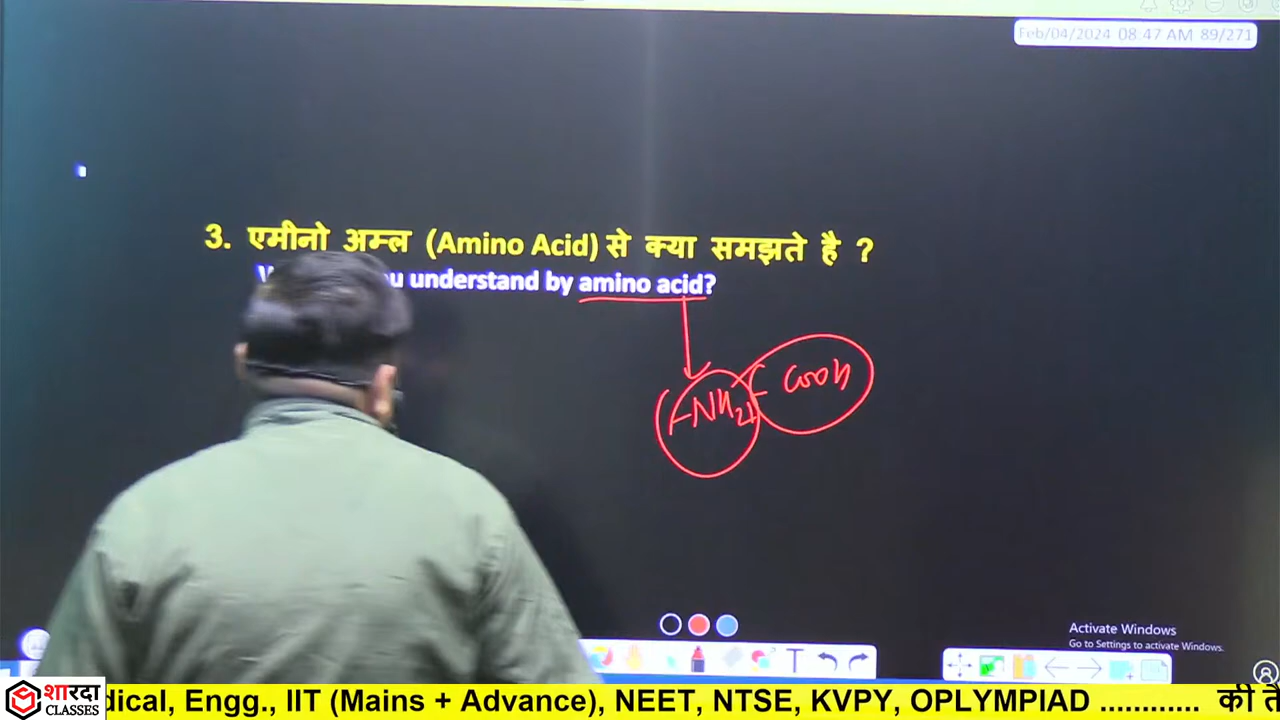 Feb/04/2024 08:47 AM 89/271
3. एमीनो अम्ल (Amino Acid) से क्या समझते है ?
understand by amino acid?
-NH2
- COOH
Activate Windows
Go to Settings to activate Windows.
T
शारदा
CLASSES
dical, Engg., IIT (Mains + Advance), NEET, NTSE, KVPY, OPLYMPIAD ............ की